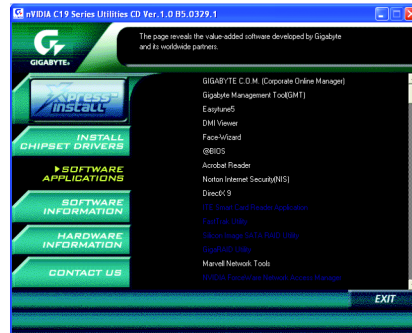 nVIDIA C19 Series Utilities CD Ver.1.0 B5.0329.1
The page reveals the value-added software developed by Gigabyte
and its worldwide partners.
GIGABYTE
Xpress-
Install
INSTALL
CHIPSET DRIVERS
SOFTWARE
APPLICATIONS
SOFTWARE
INFORMATION
HARDWARE
INFORMATION
CONTACT US
GIGABYTE C.O.M. (Corporate Online Manager)
Gigabyte Management Tool(GMT)
Easytune5
DMI Viewer
Face-Wizard
@BIOS
Acrobat Reader
Norton Internet Security(NIS)
DirectX 9
Marvell Network Tools
EXIT